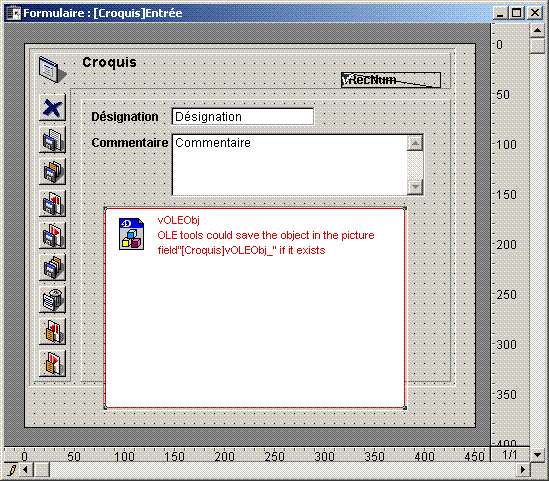 Formulaire : [Croquis]Entrée
Croquis
vRecNum
Désignation
Désignation
Commentaire
Commentaire
vOLEObj
OLE tools could save the object in the picture
field"[Croquis]vOLEObj_" if it exists
0
50
100
150
200
250
300
350
400
0 50 100 150 200 250 300 350 400 450
1/1